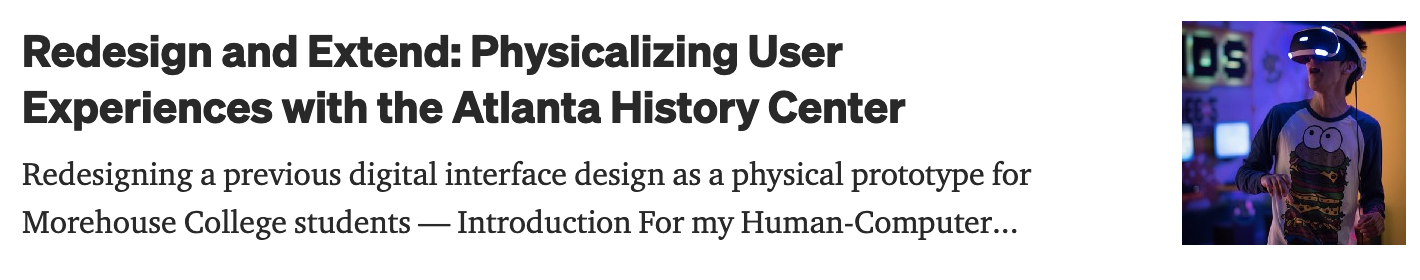 Redesign and Extend: Physicalizing User
Experiences with the Atlanta History Center
Redesigning a previous digital interface design as a physical prototype for
Morehouse College students — Introduction For my Human-Computer...